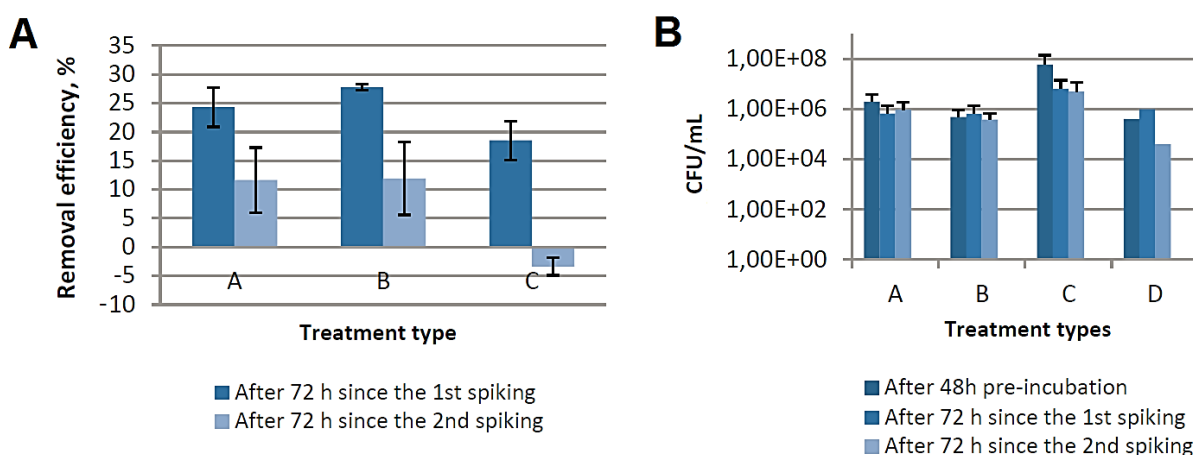 A
Removal efficiency, %
35
30
25
20
15
10
5
0
-5
-10
A B C
Treatment type
After 72 h since the 1st spiking
After 72 h since the 2nd spiking
B
CFU/mL
1,00E+08
1,00E+06
1,00E+04
1,00E+02
1,00E+00
A B C D
Treatment types
After 48h pre-incubation
After 72 h since the 1st spiking
After 72 h since the 2nd spiking